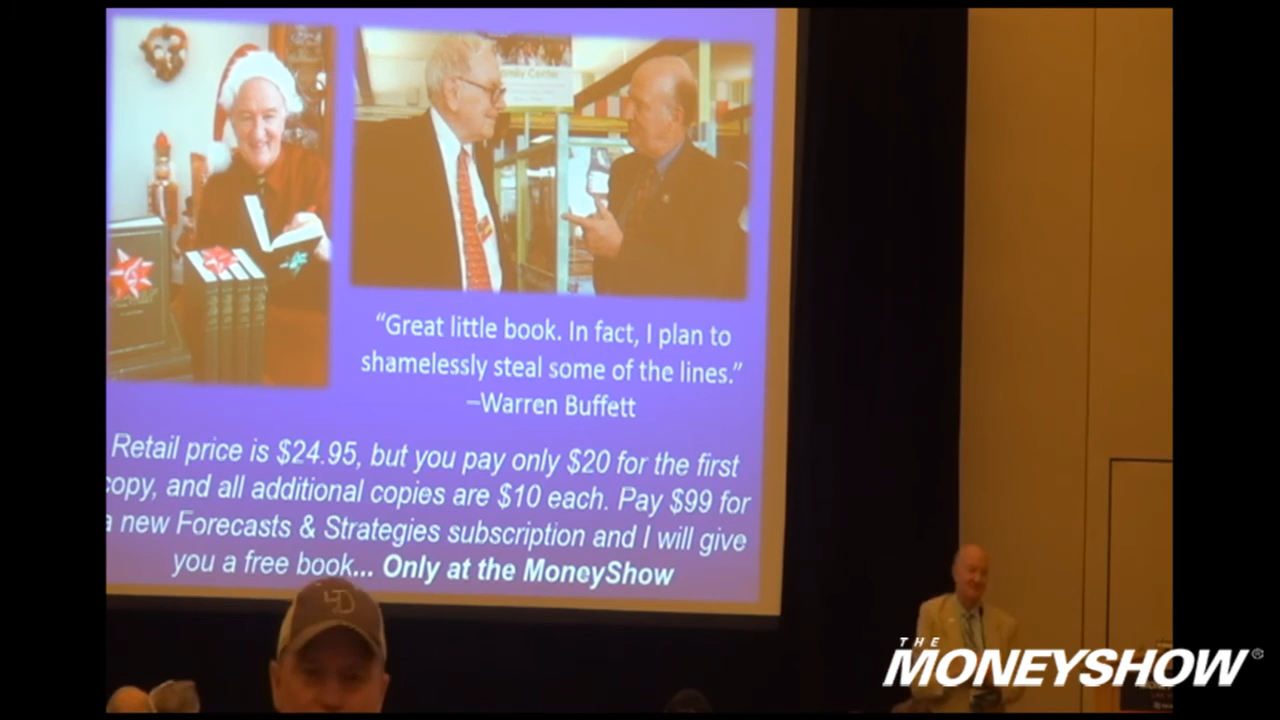 “Great little book. In fact, I plan to
shamelessly steal some of the lines.”
–Warren Buffett
Retail price is $24.95, but you pay only $20 for the first
copy, and all additional copies are $10 each. Pay $99 for
a new Forecasts & Strategies subscription and I will give
you a free book... Only at the MoneyShow
THE
MONEYSHOW®